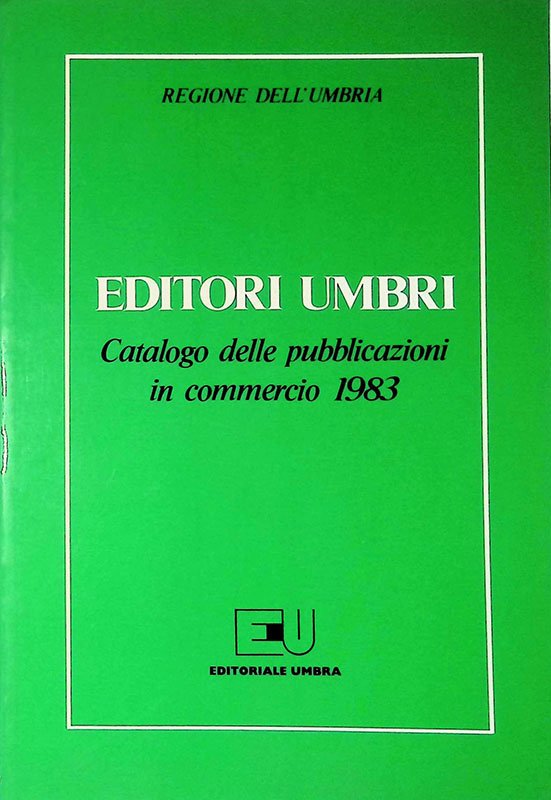 REGIONE DELL'UMBRIA
EDITORI UMBRI
Catalogo delle pubblicazioni
in commercio 1983
EU
EDITORIALE UMBRA